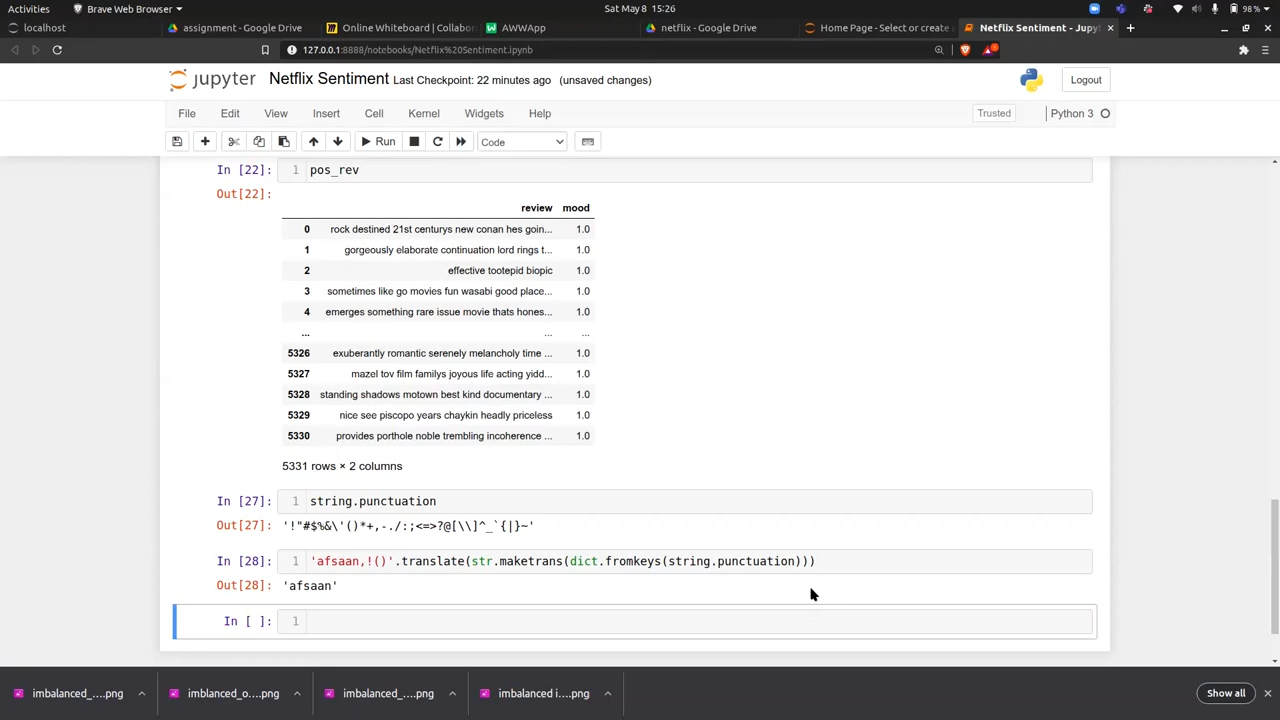 Activities
Brave Web Browser
Sat May 8 15:26
98 %
localhost
assignment - Google Drive
Online Whiteboard | Collabor
AWWApp
netflix - Google Drive
Home Page - Select or create
Netflix Sentiment - Jupyt
127.0.0.1:8888/notebooks/Netflix%20Sentiment.ipynb
jupyter Netflix Sentiment Last Checkpoint: 22 minutes ago (unsaved changes)
Logout
File Edit View Insert Cell Kernel Widgets Help
Trusted
Python 3
Run
Code
In [22]: 1 pos_rev
Out[22]:
review mood
0 rock destined 21st centurys new conan hes goin... 1.0
1 gorgeously elaborate continuation lord rings t... 1.0
2 effective tootepid biopic 1.0
3 sometimes like go movies fun wasabi good place... 1.0
4 emerges something rare issue movie thats hones... 1.0
... ... ...
5326 exuberantly romantic serenely melancholy time ... 1.0
5327 mazel tov film familys joyous life acting yidd... 1.0
5328 standing shadows motown best kind documentary ... 1.0
5329 nice see piscopo years chaykin headly priceless 1.0
5330 provides porthole noble trembling incoherence ... 1.0
5331 rows × 2 columns
In [27]: 1 string.punctuation
Out[27]: '!"#$%&\'()*+,-./:;<=>?@[\\]^_`{|}~'
In [28]: 1 'afsaan,!()'.translate(str.maketrans(dict.fromkeys(string.punctuation)))
Out[28]: 'afsaan'
In [ ]: 1
imbalanced_....png
imblanced_o....png
imbalanced_....png
imbalanced i....png
Show all